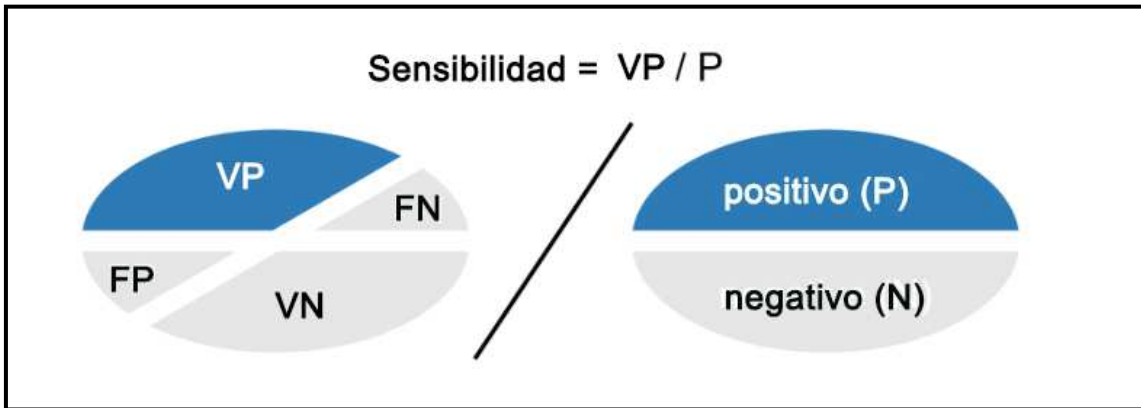 Sensibilidad = VP / P
VP
FN
FP
VN
positivo (P)
negativo (N)